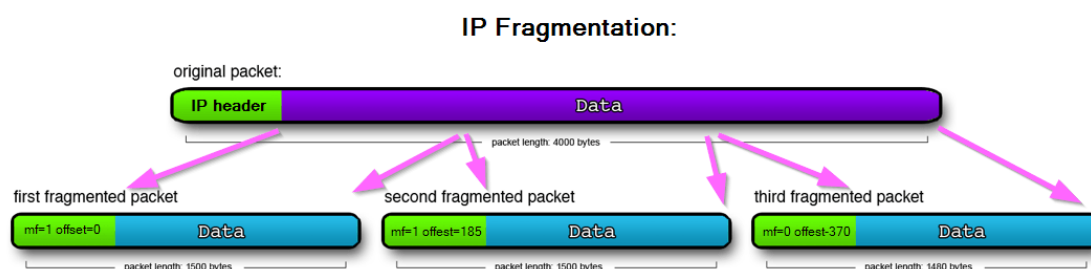 IP Fragmentation:
original packet:
IP header
Data
packet length: 4000 bytes
first fragmented packet
second fragmented packet
third fragmented packet
mf=1 offset=0
Data
mf=1 offest=185
Data
mf=0 offest-370
Data
packet length: 1500 bytes
packet length: 1500 bytes
packet length: 1480 bytes